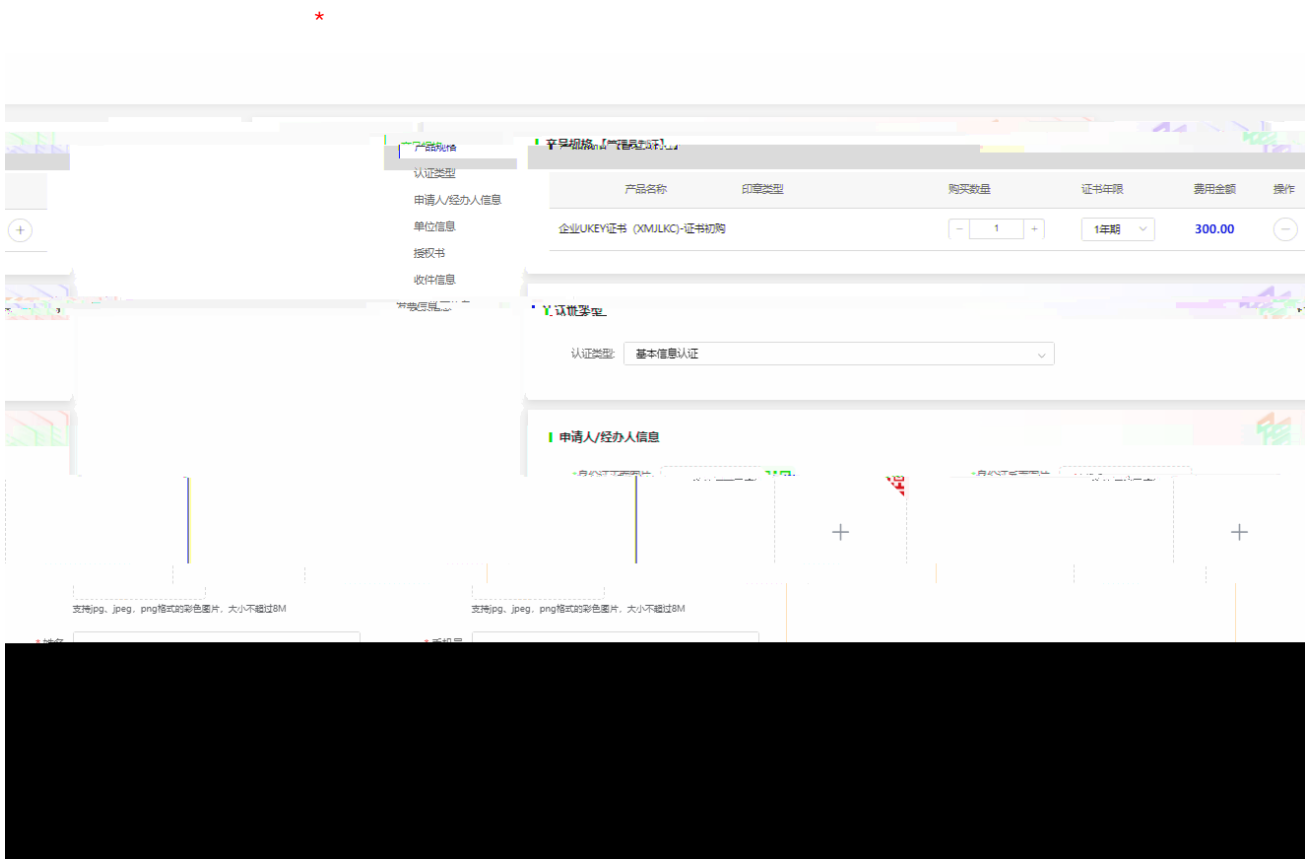 *
产品规格
认证类型
申请人/经办人信息
单位信息
授权书
收件信息
产品名称 印章类型 购买数量 证书年限 费用金额 操作
企业UKEY证书（XMJLKC)-证书初购 − 1 + 1年期 300.00
认证类型
认证类型: 基本信息认证
申请人/经办人信息
支持jpg、jpeg、png格式的彩色图片，大小不超过8M 支持jpg、jpeg、png格式的彩色图片，大小不超过8M